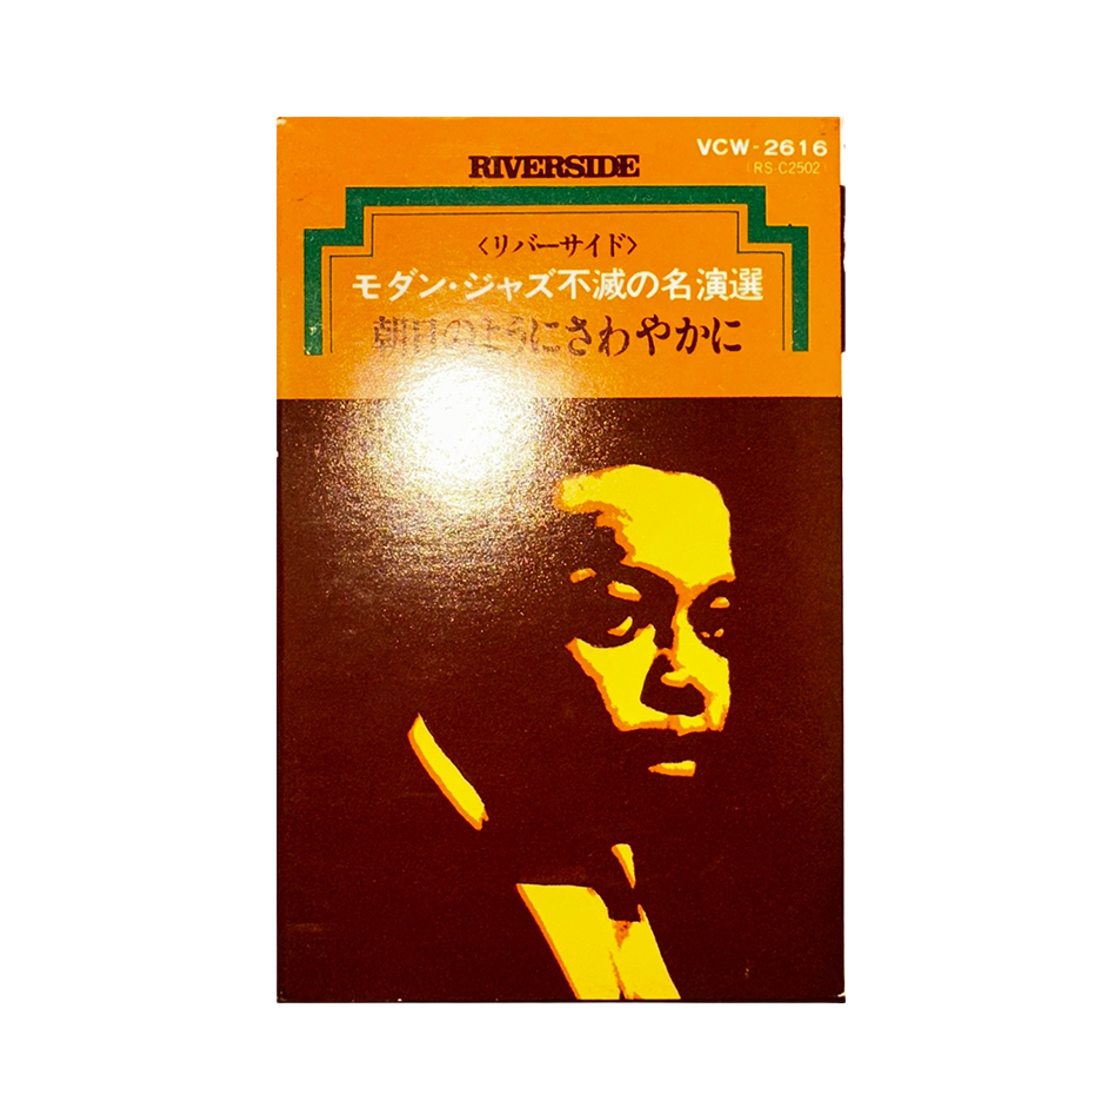 VCW-2616
RIVERSIDE
(RS-C2502)
〈リバーサイド〉
モダン・ジャズ不滅の名演選
朝日のようにさわやかに